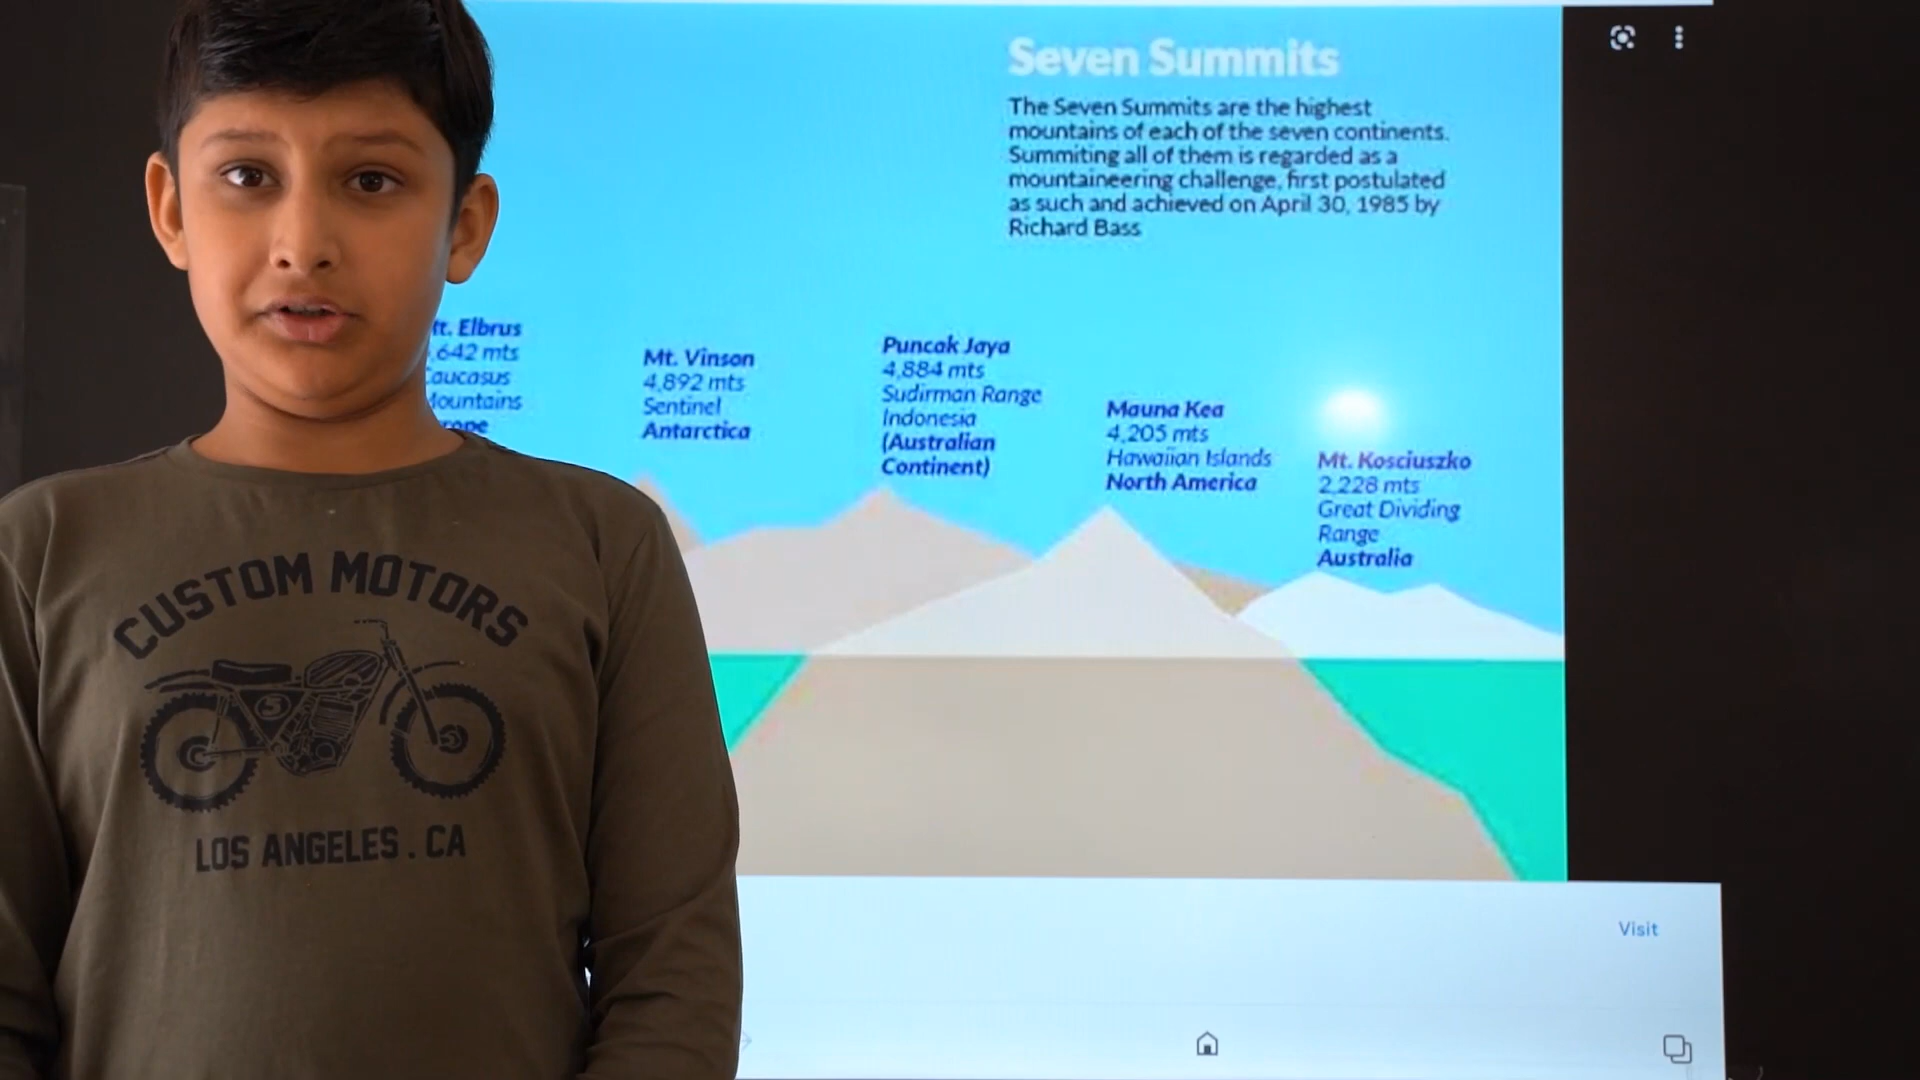 Seven Summits
The Seven Summits are the highest
mountains of each of the seven continents.
Summiting all of them is regarded as a
mountaineering challenge, first postulated
as such and achieved on April 30, 1985 by
Richard Bass
Elbrus
642 mts
Mt. Vinson
4,892 mts
Sentinel
Antarctica
Puncak Jaya
4,884 mts
Sudirman Range
Indonesia
(Australian
Continent)
Mauna Kea
4,205 mts
Hawaiian Islands
North America
Mt. Kosciuszko
2,228 mts
Great Dividing
Range
Australia
CUSTOM MOTORS
5
LOS ANGELES . CA
Visit